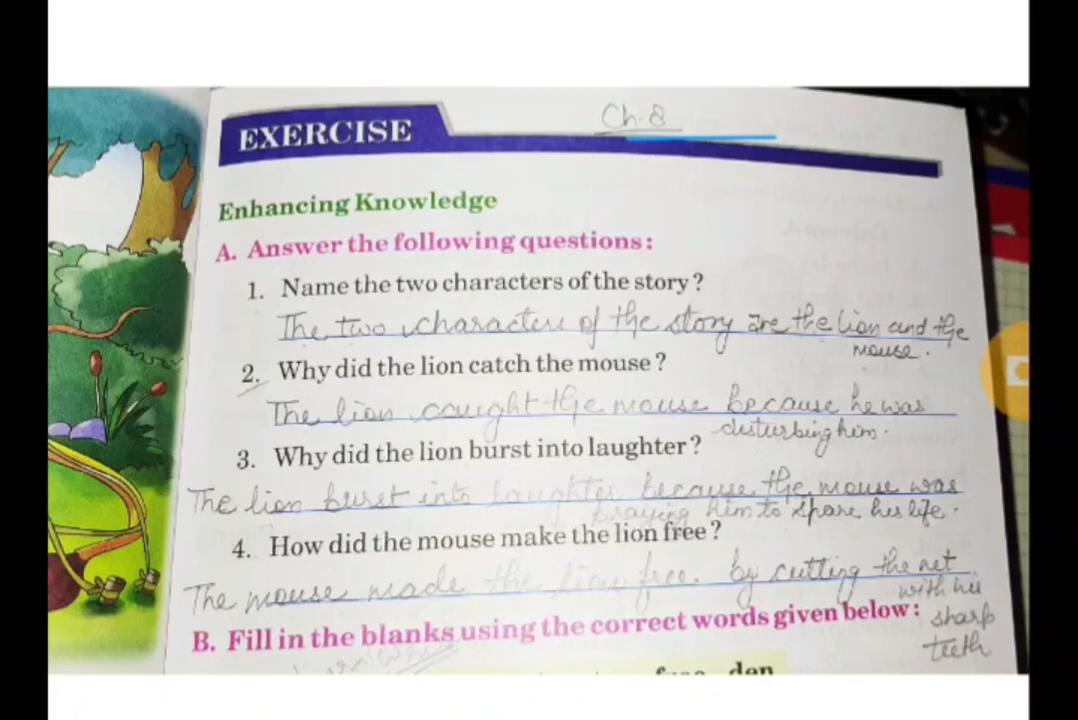 Ch. 8
EXERCISE
Enhancing Knowledge
A. Answer the following questions:
1. Name the two characters of the story?
The two characters of the story are the lion and the
mouse.
2. Why did the lion catch the mouse?
The lion caught the mouse because he was
disturbing him.
3. Why did the lion burst into laughter?
The lion burst into laughter because the mouse was
praying him to spare his life.
4. How did the mouse make the lion free?
The mouse made the lion free. by cutting the net
with his
sharp
teeth
B. Fill in the blanks using the correct words given below:
den